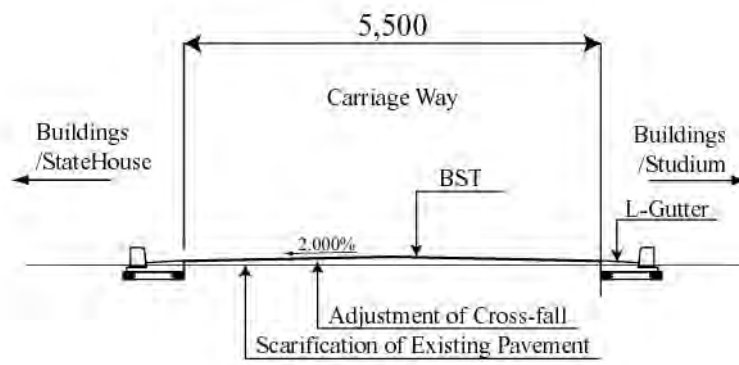 5,500
Carriage Way
Buildings
/StateHouse
Buildings
/Studium
BST
L-Gutter
2.000%
Adjustment of Cross-fall
Scarification of Existing Pavement